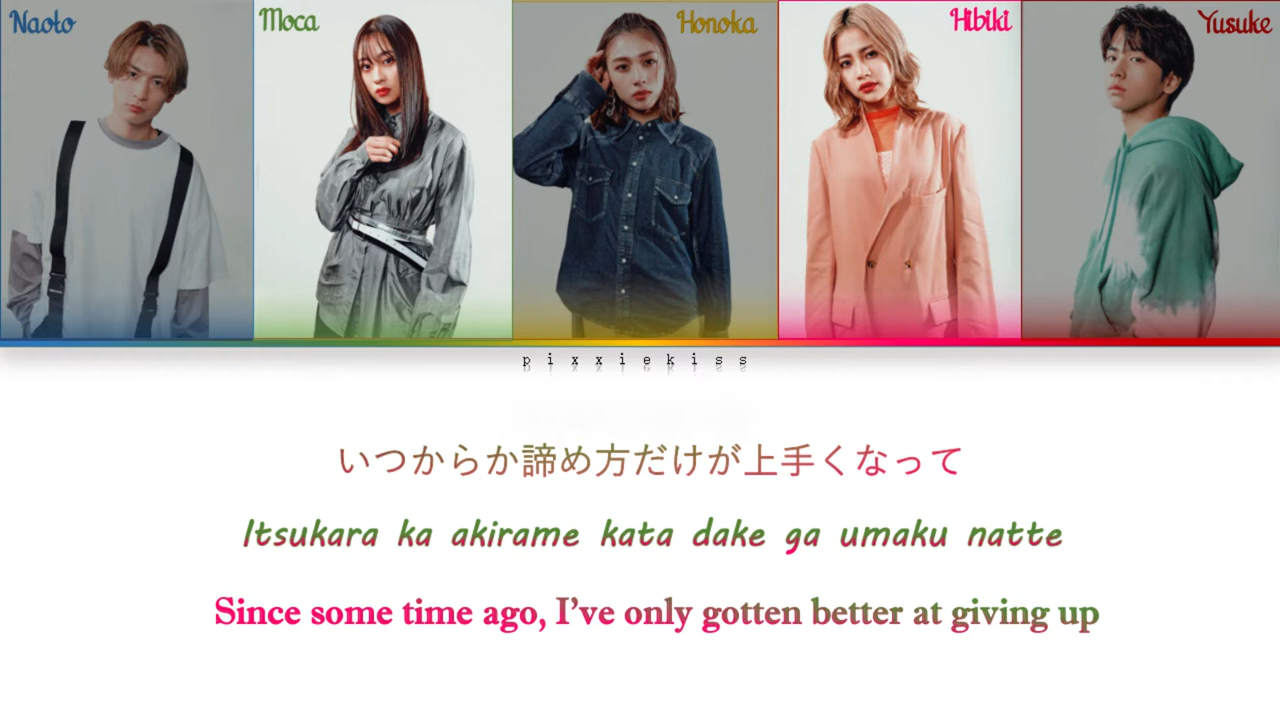 Naoto
Moca
Honoka
Hibiki
Yusuke
pixxiekiss
いつからか諦め方だけが上手くなって
Itsukara ka akirame kata dake ga umaku natte
Since some time ago, I’ve only gotten better at giving up